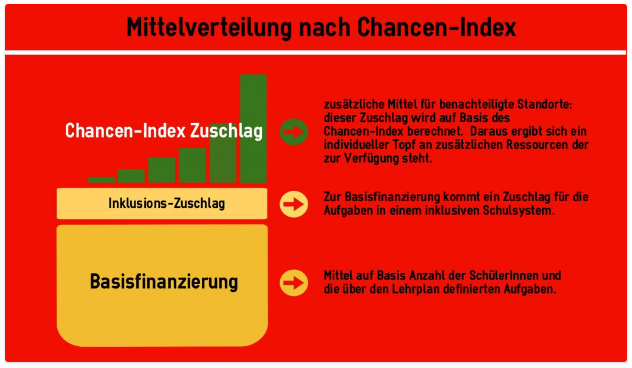 Mittelverteilung nach Chancen-Index
Chancen-Index Zuschlag
zusätzliche Mittel für benachteiligte Standorte:
dieser Zuschlag wird auf Basis des
Chancen-Index berechnet. Daraus ergibt sich ein
individueller Topf an zusätzlichen Ressourcen der
zur Verfügung steht.
Inklusions-Zuschlag
Zur Basisfinanzierung kommt ein Zuschlag für die
Aufgaben in einem inklusiven Schulsystem.
Basisfinanzierung
Mittel auf Basis Anzahl der SchülerInnen und
die über den Lehrplan definierten Aufgaben.